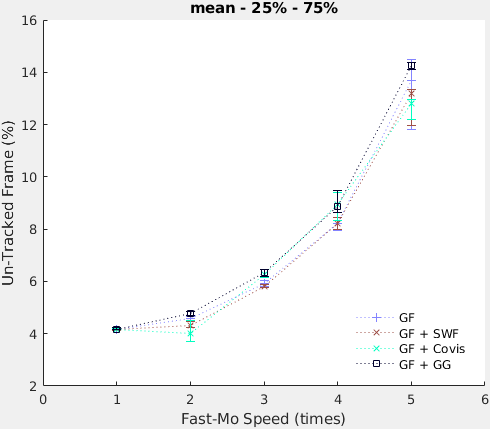 mean - 25% - 75%
Un-Tracked Frame (%)
16
14
12
10
8
6
4
2
0
1
2
3
4
5
6
Fast-Mo Speed (times)
GF
GF + SWF
GF + Covis
GF + GG